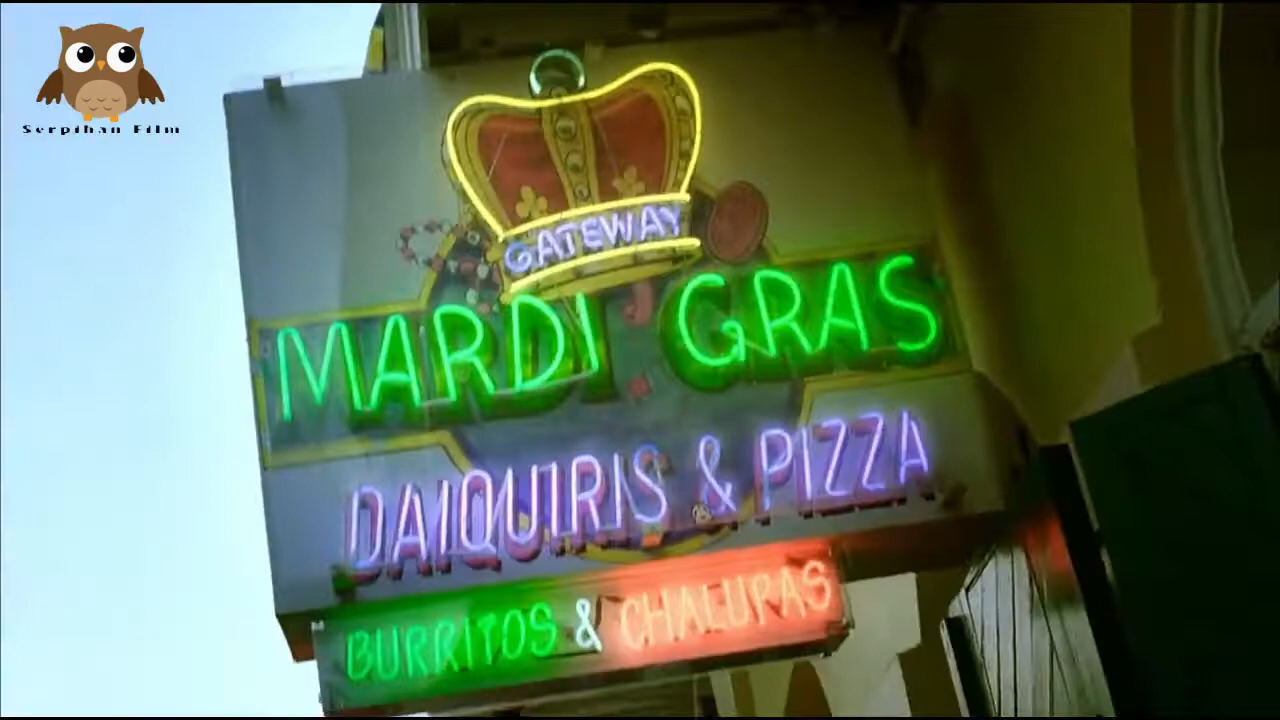 Serpihan Film
GATEWAY
MARDI GRAS
DAIQUIRIS & PIZZA
BURRITOS & CHALUPAS